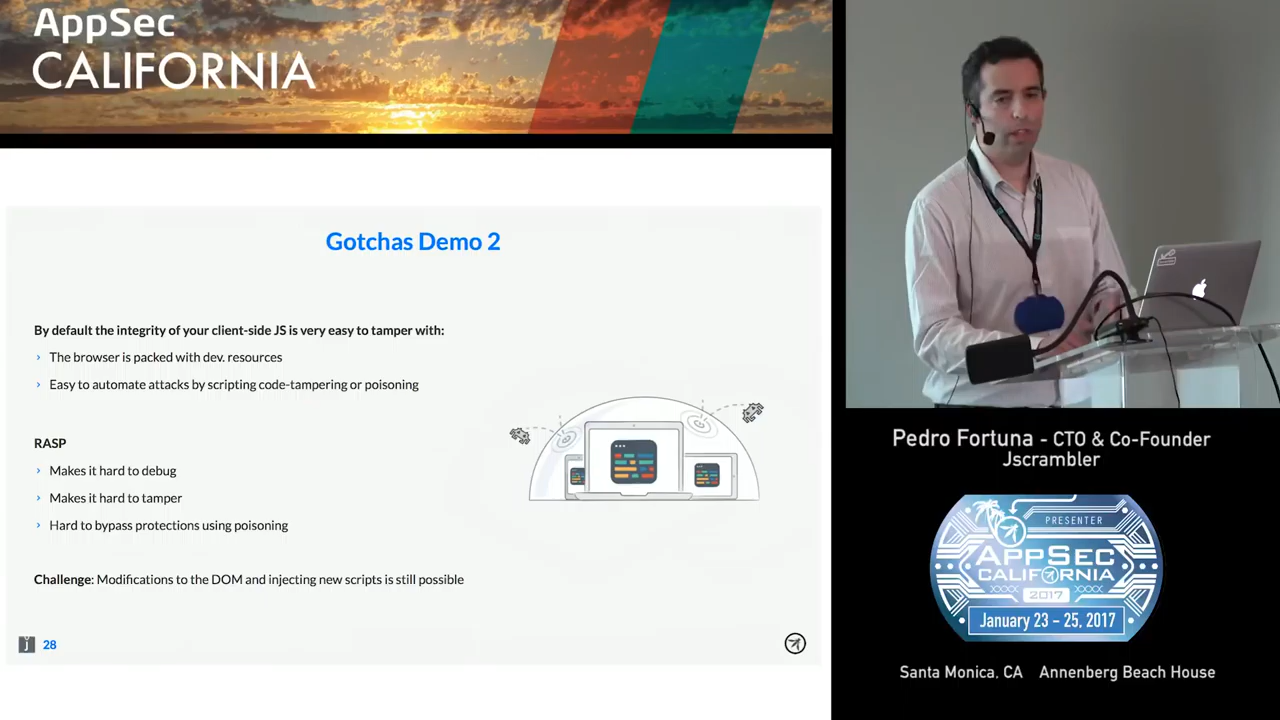 AppSec
CALIFORNIA
Gotchas Demo 2
By default the integrity of your client-side JS is very easy to tamper with:
› The browser is packed with dev. resources
› Easy to automate attacks by scripting code-tampering or poisoning
RASP
› Makes it hard to debug
› Makes it hard to tamper
› Hard to bypass protections using poisoning
Challenge: Modifications to the DOM and injecting new scripts is still possible
j 28
Pedro Fortuna - CTO & Co-Founder
Jscrambler
PRESENTER
APPSEC
CALIFORNIA
2017
January 23 – 25, 2017
Santa Monica, CA Annenberg Beach House